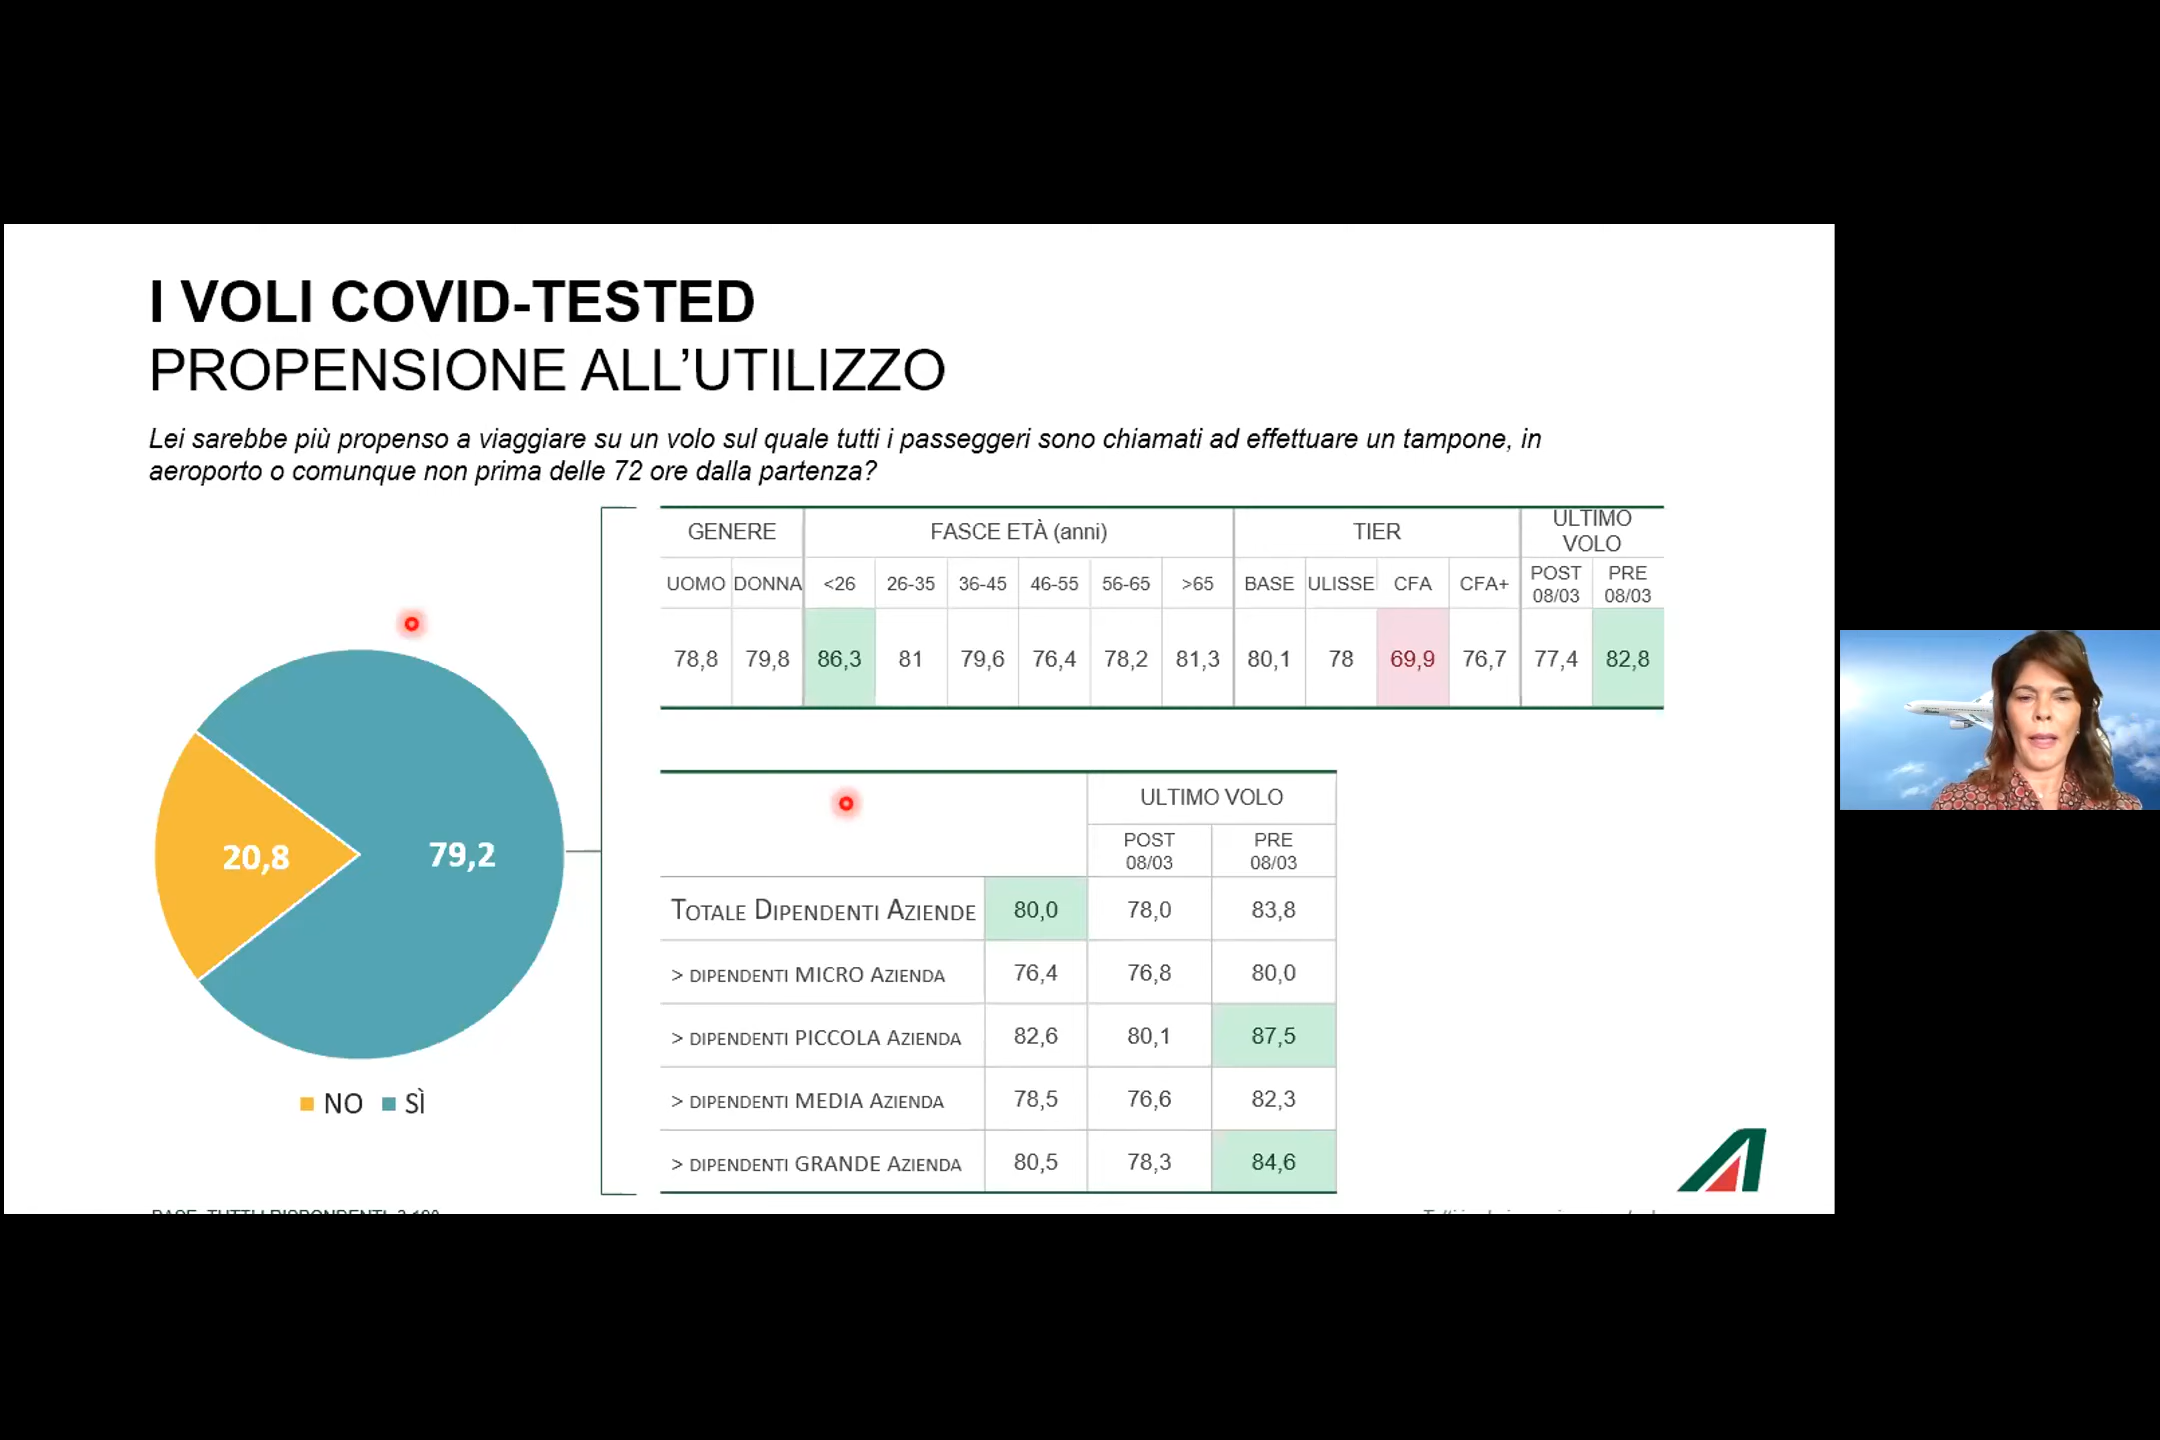 I VOLI COVID-TESTED
PROPENSIONE ALL’UTILIZZO
Lei sarebbe più propenso a viaggiare su un volo sul quale tutti i passeggeri sono chiamati ad effettuare un tampone, in
aeroporto o comunque non prima delle 72 ore dalla partenza?
GENERE FASCE ETÀ (anni) TIER ULTIMO
VOLO
UOMO DONNA <26 26-35 36-45 46-55 56-65 >65 BASE ULISSE CFA CFA+ POST 08/03 PRE 08/03
78,8 79,8 86,3 81 79,6 76,4 78,2 81,3 80,1 78 69,9 76,7 77,4 82,8
20,8 79,2
NO SÌ
ULTIMO VOLO
POST PRE
08/03 08/03
TOTALE DIPENDENTI AZIENDE 80,0 78,0 83,8
> DIPENDENTI MICRO AZIENDA 76,4 76,8 80,0
> DIPENDENTI PICCOLA AZIENDA 82,6 80,1 87,5
> DIPENDENTI MEDIA AZIENDA 78,5 76,6 82,3
> DIPENDENTI GRANDE AZIENDA 80,5 78,3 84,6